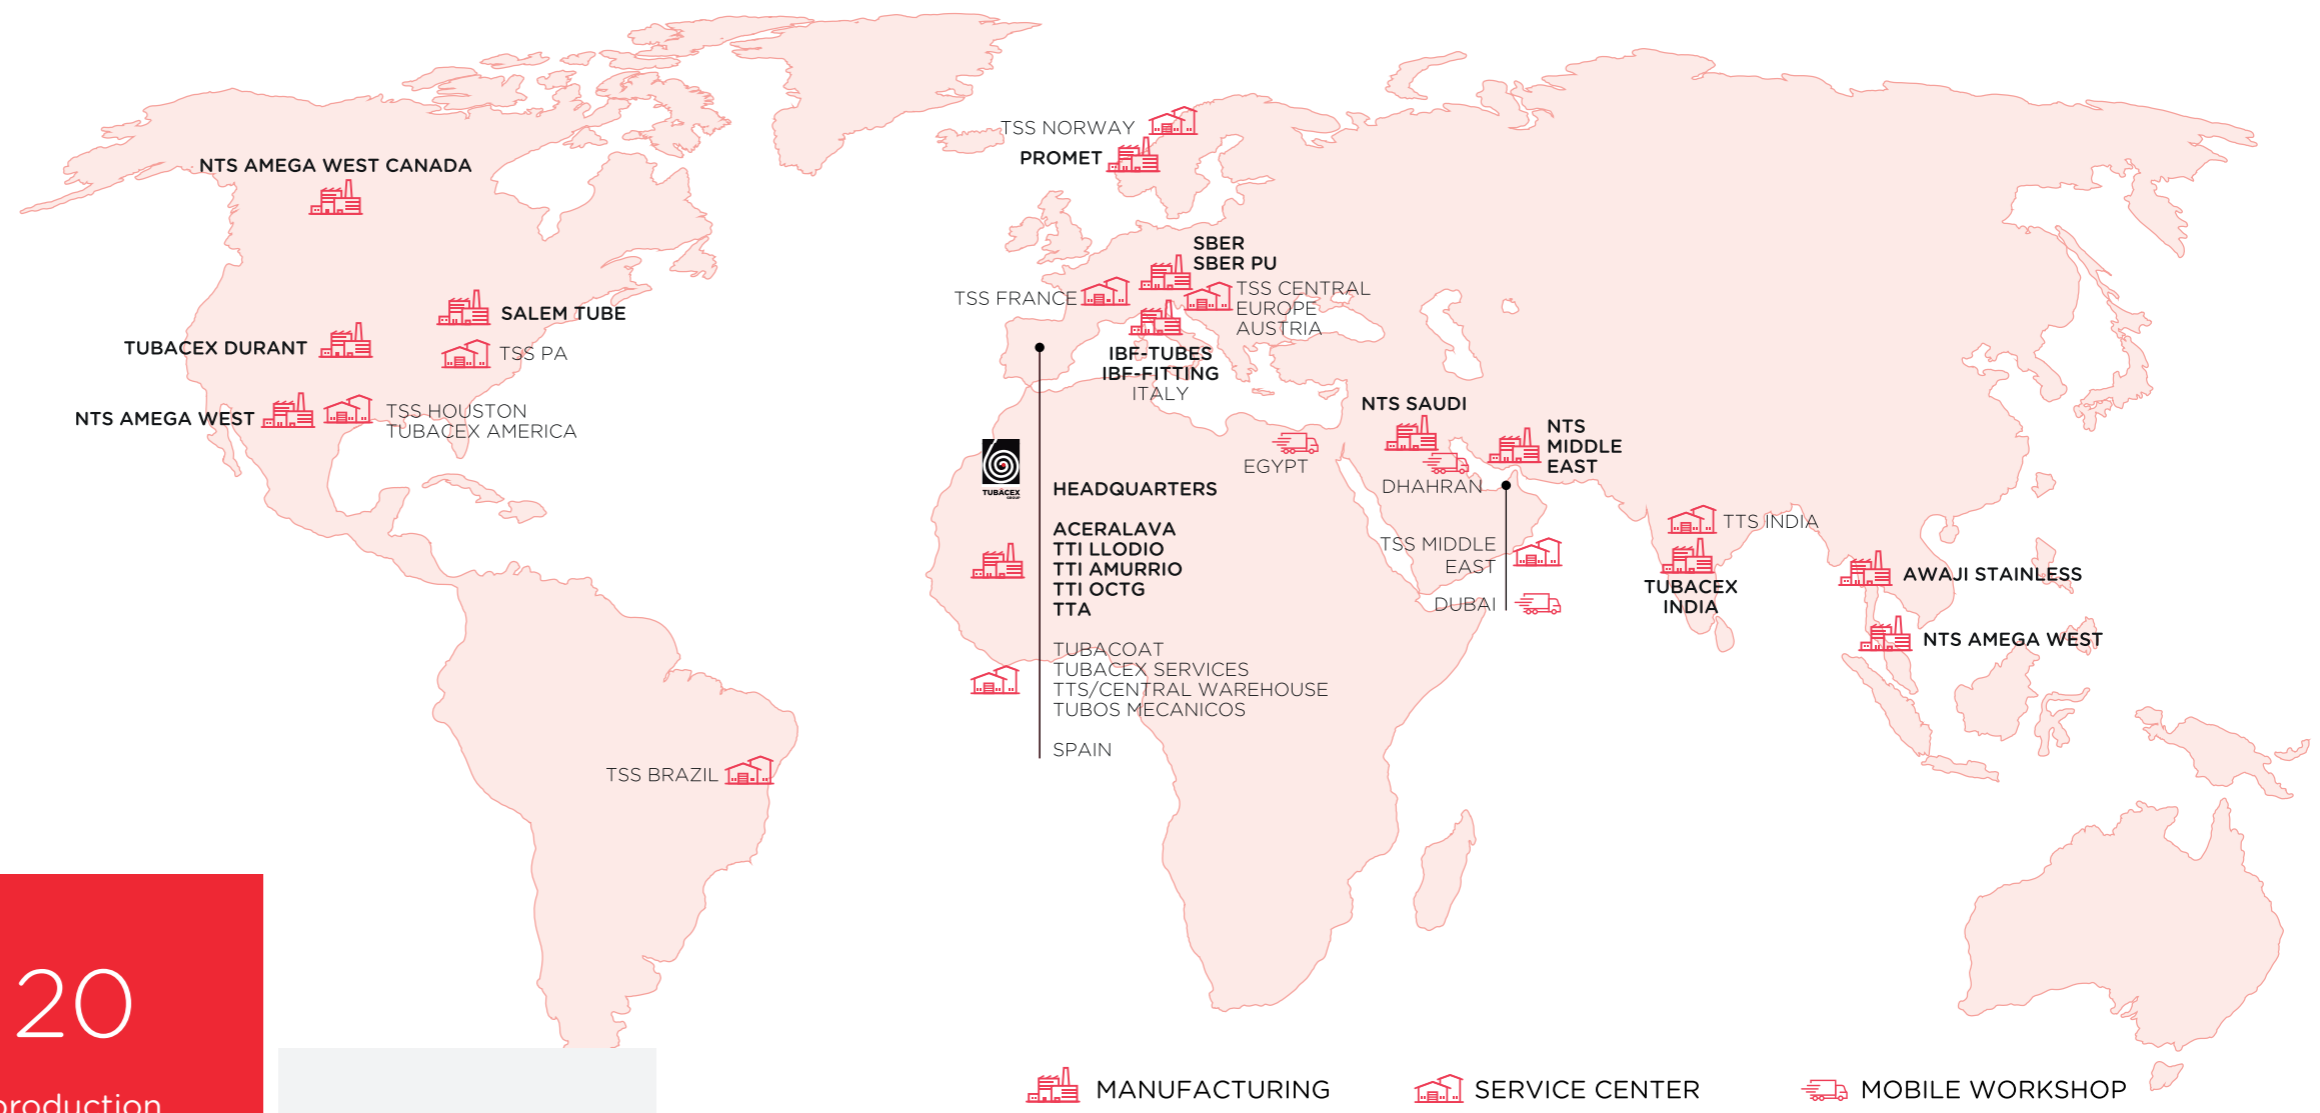 TSS NORWAY
PROMET
NTS AMEGA WEST CANADA
SBER
SBER PU
TSS FRANCE
TSS CENTRAL
EUROPE
AUSTRIA
SALEM TUBE
TUBACEX DURANT
TSS PA
IBF-TUBES
IBF-FITTING
ITALY
NTS AMEGA WEST
TSS HOUSTON
TUBACEX AMERICA
NTS SAUDI
NTS
MIDDLE
EAST
EGYPT
DHAHRAN
TUBACEX
GROUP
HEADQUARTERS
ACERALAVA
TTI LLODIO
TTI AMURRIO
TTI OCTG
TTA
TSS MIDDLE
EAST
DUBAI
TTS INDIA
TUBACEX
INDIA
AWAJI STAINLESS
NTS AMEGA WEST
TUBACOAT
TUBACEX SERVICES
TTS/CENTRAL WAREHOUSE
TUBOS MECANICOS
SPAIN
TSS BRAZIL
20
production
MANUFACTURING
SERVICE CENTER
MOBILE WORKSHOP